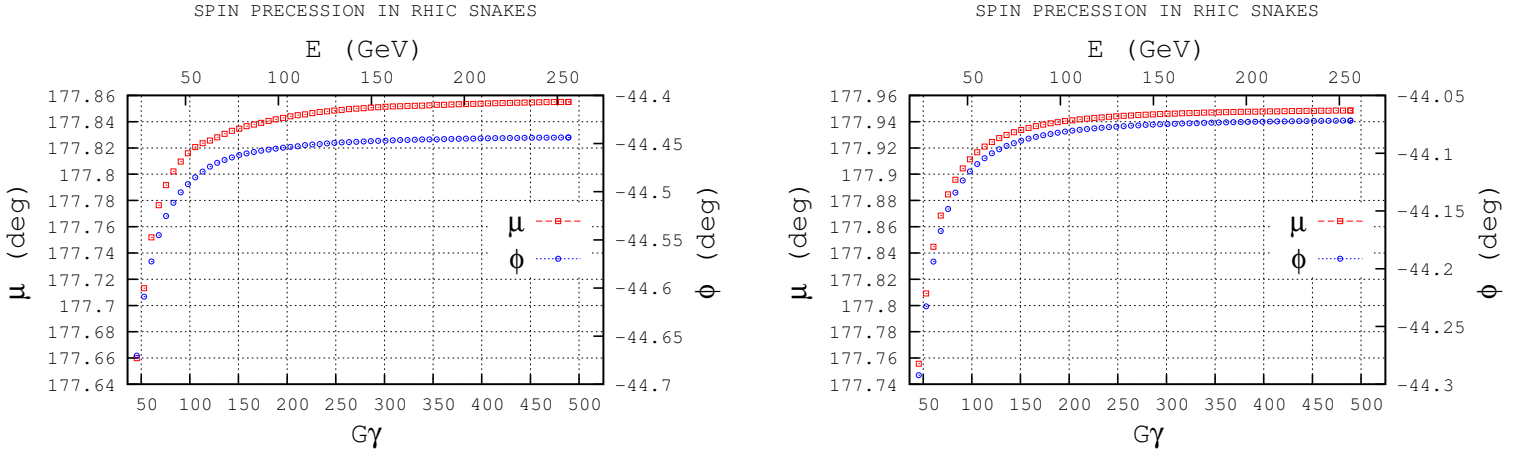 SPIN PRECESSION IN RHIC SNAKES
E (GeV)
50 100 150 200 250
177.86
177.84
177.82
177.8
177.78
177.76
177.74
177.72
177.7
177.68
177.66
177.64
μ (deg)
-44.4
-44.45
-44.5
-44.55
-44.6
-44.65
-44.7
ϕ (deg)
μ
ϕ
50 100 150 200 250 300 350 400 450 500
Gγ
SPIN PRECESSION IN RHIC SNAKES
E (GeV)
50 100 150 200 250
177.96
177.94
177.92
177.9
177.88
177.86
177.84
177.82
177.8
177.78
177.76
177.74
μ (deg)
-44.05
-44.1
-44.15
-44.2
-44.25
-44.3
ϕ (deg)
μ
ϕ
50 100 150 200 250 300 350 400 450 500
Gγ